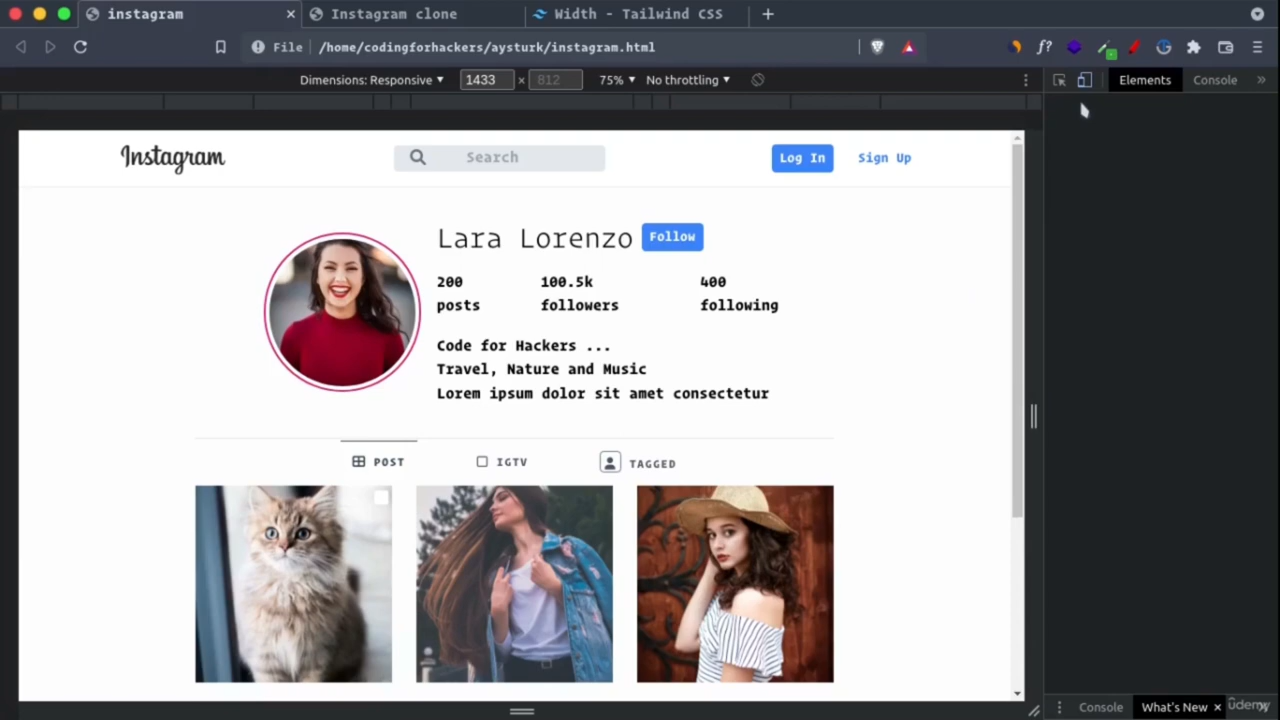 instagram
Instagram clone
Width - Tailwind CSS
File
/home/codingforhackers/aysturk/instagram.html
Dimensions: Responsive
1433 × 812
75%
No throttling
Elements
Console
Instagram
Search
Log In
Sign Up
Lara Lorenzo
Follow
200
100.5k
400
posts
followers
following
Code for Hackers ...
Travel, Nature and Music
Lorem ipsum dolor sit amet consectetur
POST
IGTV
TAGGED
Console
What's New
ûdemy